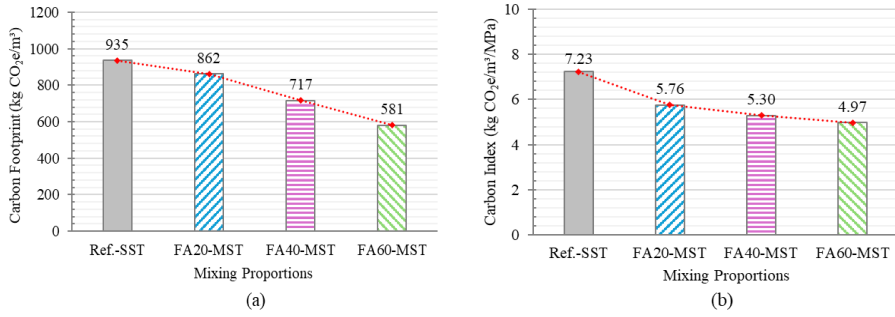 Carbon Footprint (kg CO₂e/m³)
1200
1000
800
600
400
200
0
935
862
717
581
Ref.-SST FA20-MST FA40-MST FA60-MST
Mixing Proportions
(a)
Carbon Index (kg CO₂e/m³/MPa)
10
8
6
4
2
0
7.23
5.76
5.30
4.97
Ref.-SST FA20-MST FA40-MST FA60-MST
Mixing Proportions
(b)